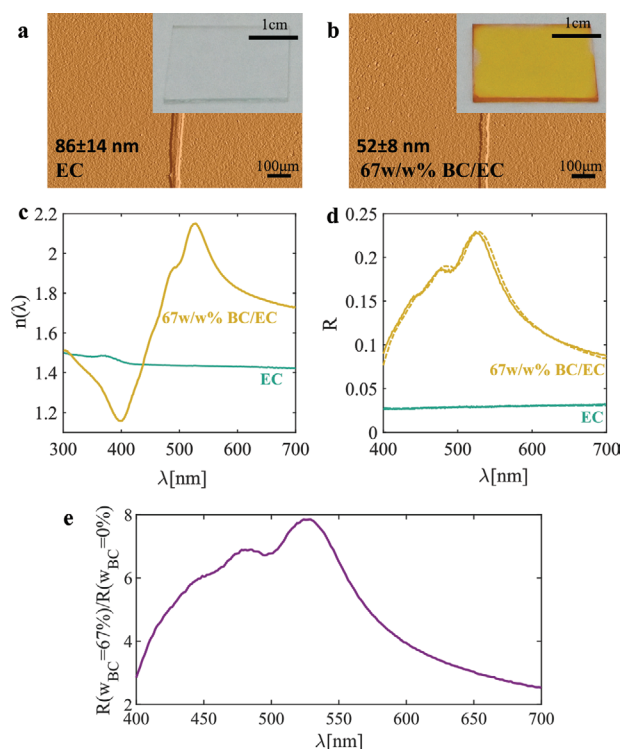 a
1cm
86±14 nm
EC
100μm
b
1cm
52±8 nm
67w/w% BC/EC
100μm
c
2.2
2
1.8
1.6
1.4
1.2
n(λ)
67w/w% BC/EC
EC
300
400
500
600
700
λ[nm]
d
0.25
0.2
0.15
0.1
0.05
0
R
67w/w% BC/EC
EC
400
500
600
700
λ[nm]
e
8
6
4
2
R(w_BC=67%)/R(w_BC=0%)
400
450
500
550
600
650
700
λ[nm]